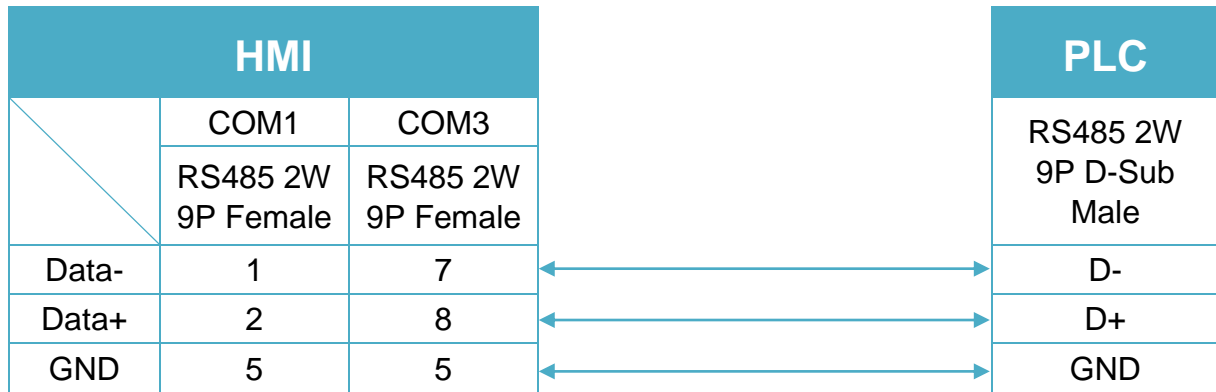 HMI PLC
COM1 COM3
RS485 2W
9P Female
RS485 2W
9P Female
RS485 2W
9P D-Sub
Male
Data- 1 7 D-
Data+ 2 8 D+
GND 5 5 GND